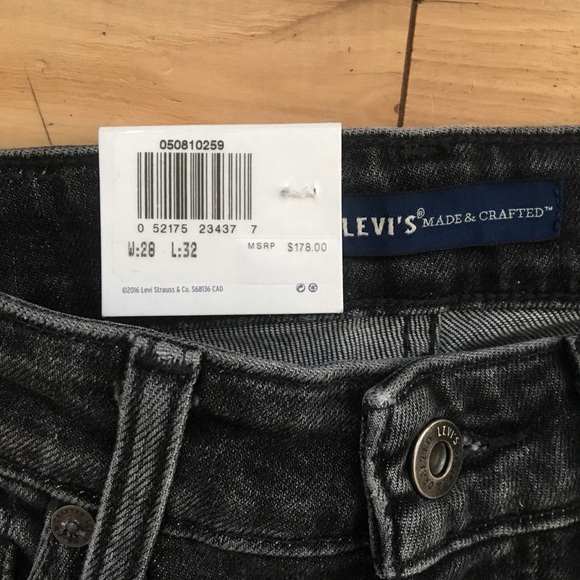 050810259
0 52175 23437 7
W:28 L:32 MSRP $178.00
©2016 Levi Strauss & Co. 568136 CAD
LEVI'S® MADE & CRAFTED™
LEVI'S